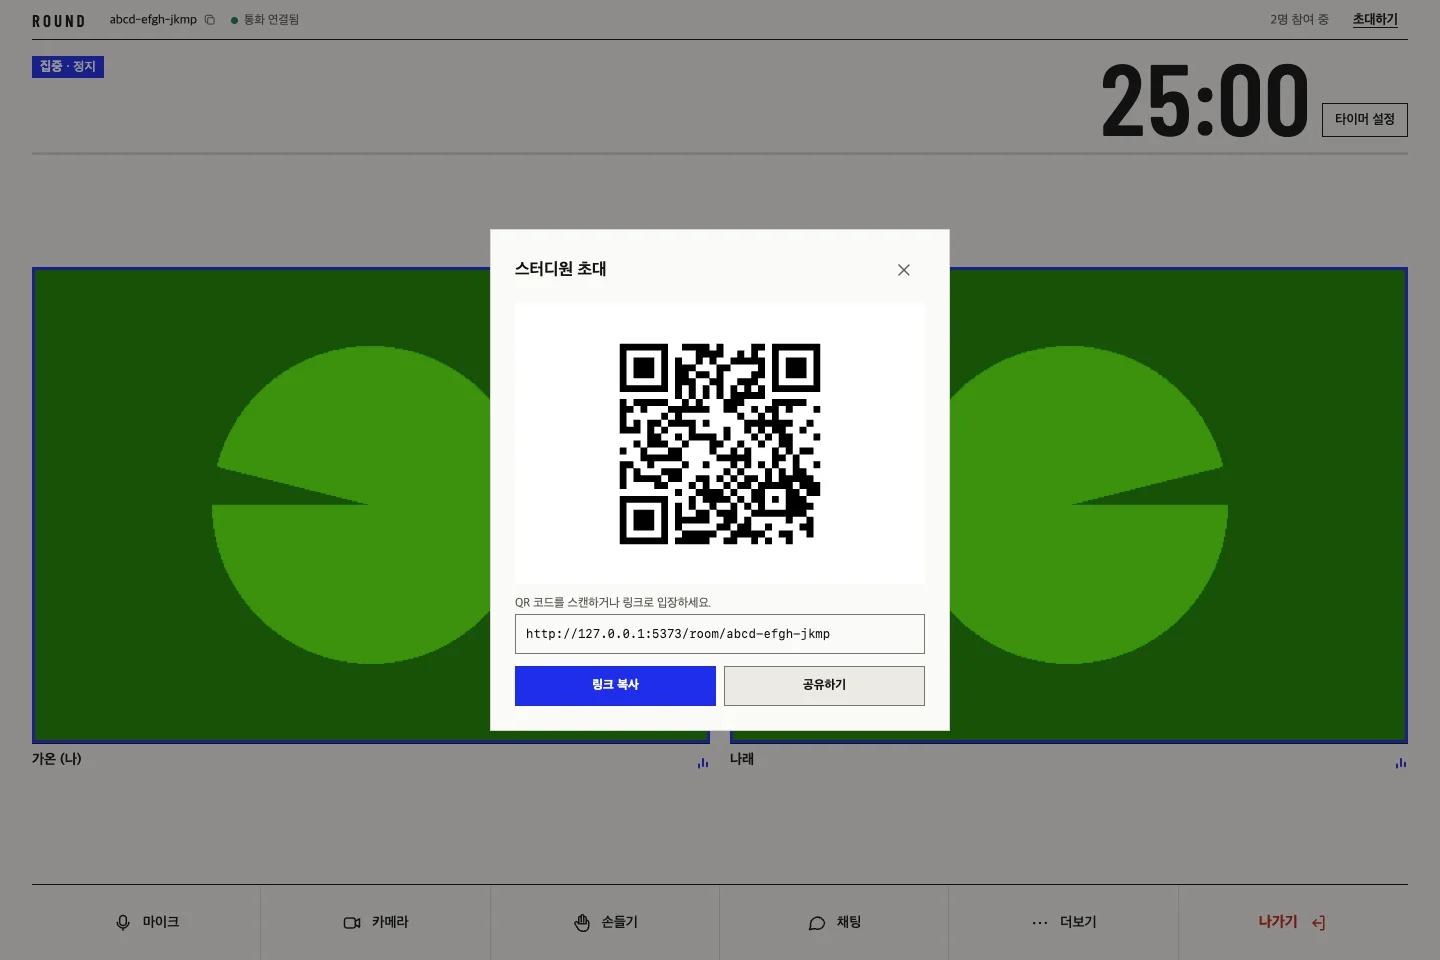 ROUND
abcd-efgh-jkmp
통화 연결됨
2명 참여 중
초대하기
집중 · 정지
25:00
타이머 설정
스터디원 초대
QR 코드를 스캔하거나 링크로 입장하세요.
http://127.0.0.1:5373/room/abcd-efgh-jkmp
링크 복사
공유하기
가온 (나)
나래
마이크
카메라
손들기
채팅
더보기
나가기